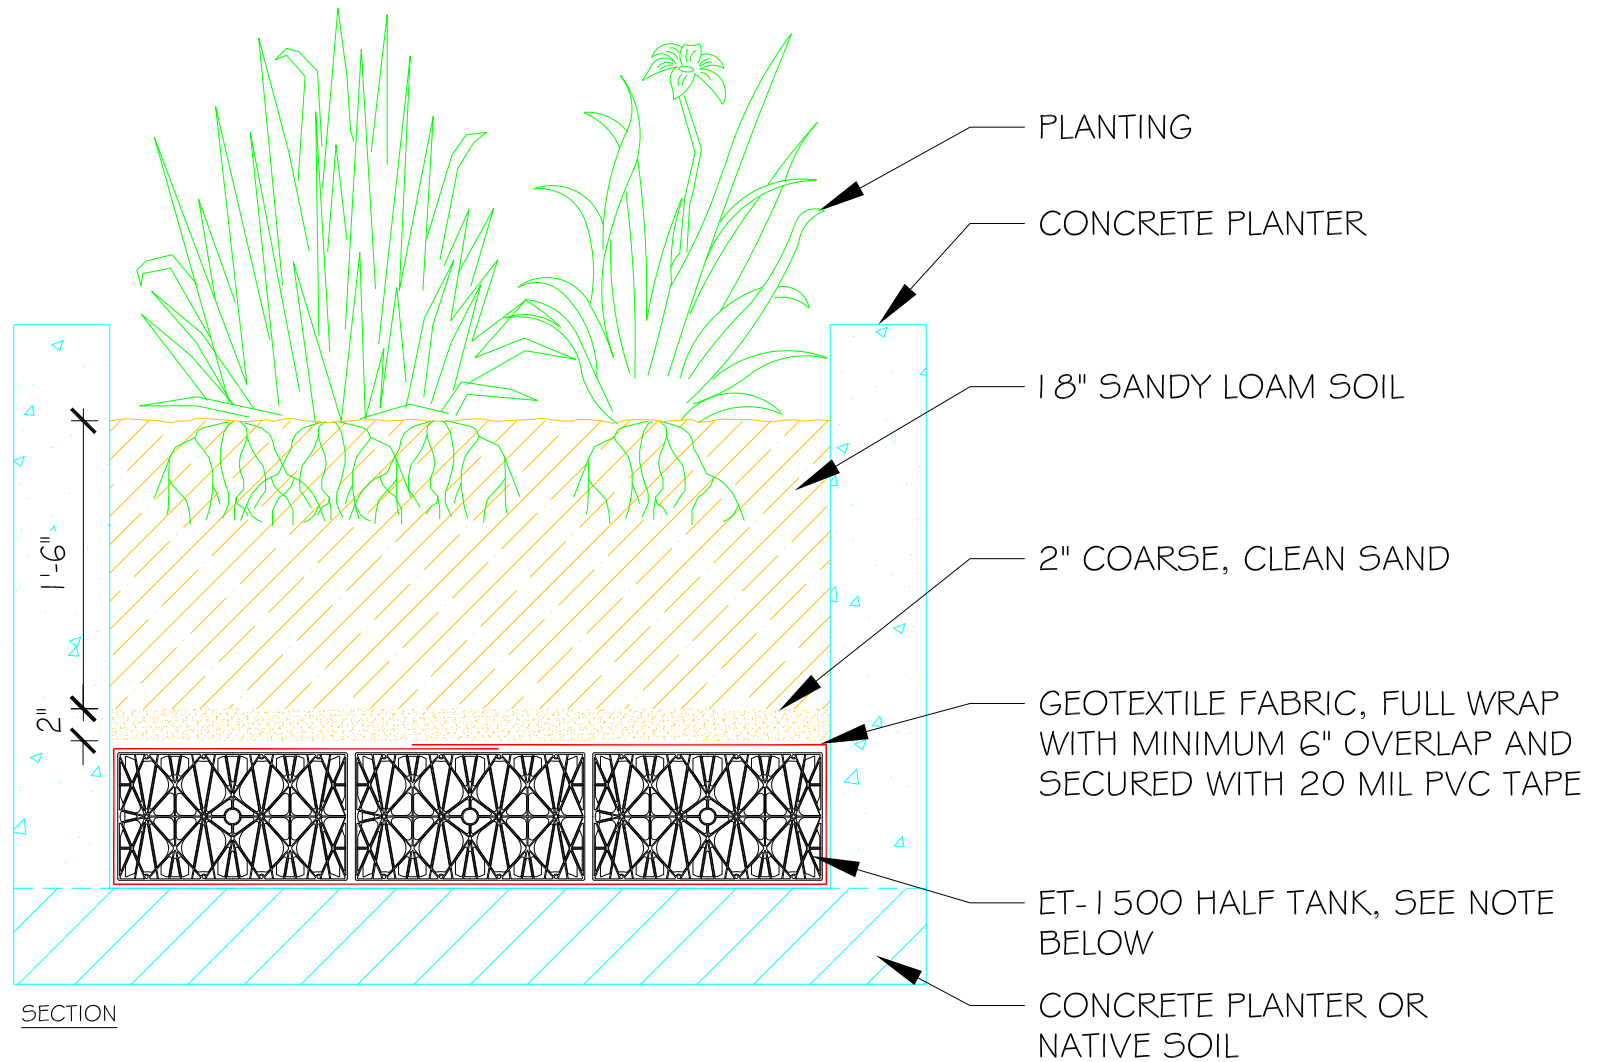 PLANTING
CONCRETE PLANTER
18" SANDY LOAM SOIL
2" COARSE, CLEAN SAND
GEOTEXTILE FABRIC, FULL WRAP
WITH MINIMUM 6" OVERLAP AND
SECURED WITH 20 MIL PVC TAPE
ET-1500 HALF TANK, SEE NOTE
BELOW
CONCRETE PLANTER OR
NATIVE SOIL
1'-6"
2"
SECTION